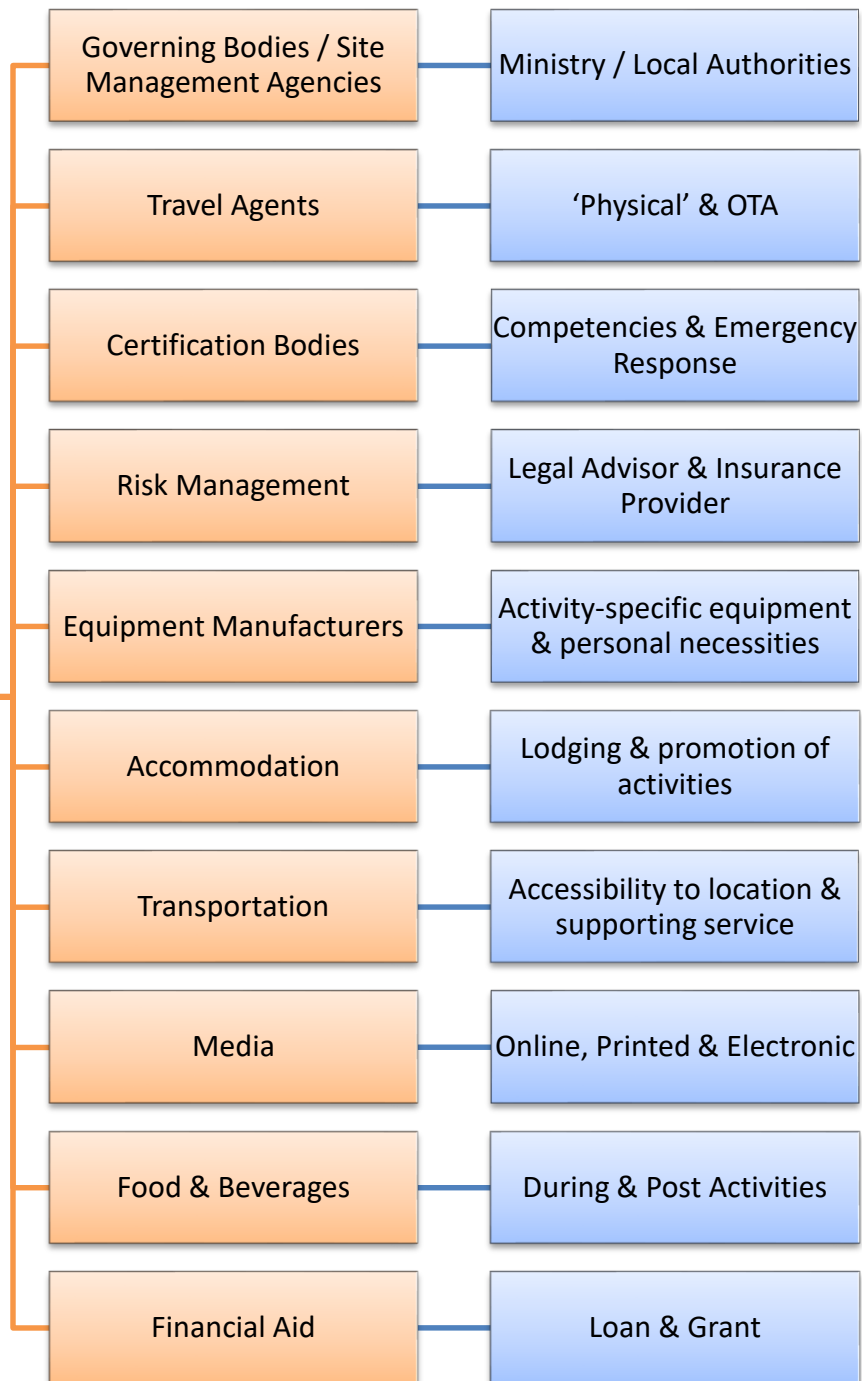 Governing Bodies / Site
Management Agencies
Ministry / Local Authorities
Travel Agents
‘Physical’ & OTA
Certification Bodies
Competencies & Emergency
Response
Risk Management
Legal Advisor & Insurance
Provider
Equipment Manufacturers
Activity-specific equipment
& personal necessities
Accommodation
Lodging & promotion of
activities
Transportation
Accessibility to location &
supporting service
Media
Online, Printed & Electronic
Food & Beverages
During & Post Activities
Financial Aid
Loan & Grant